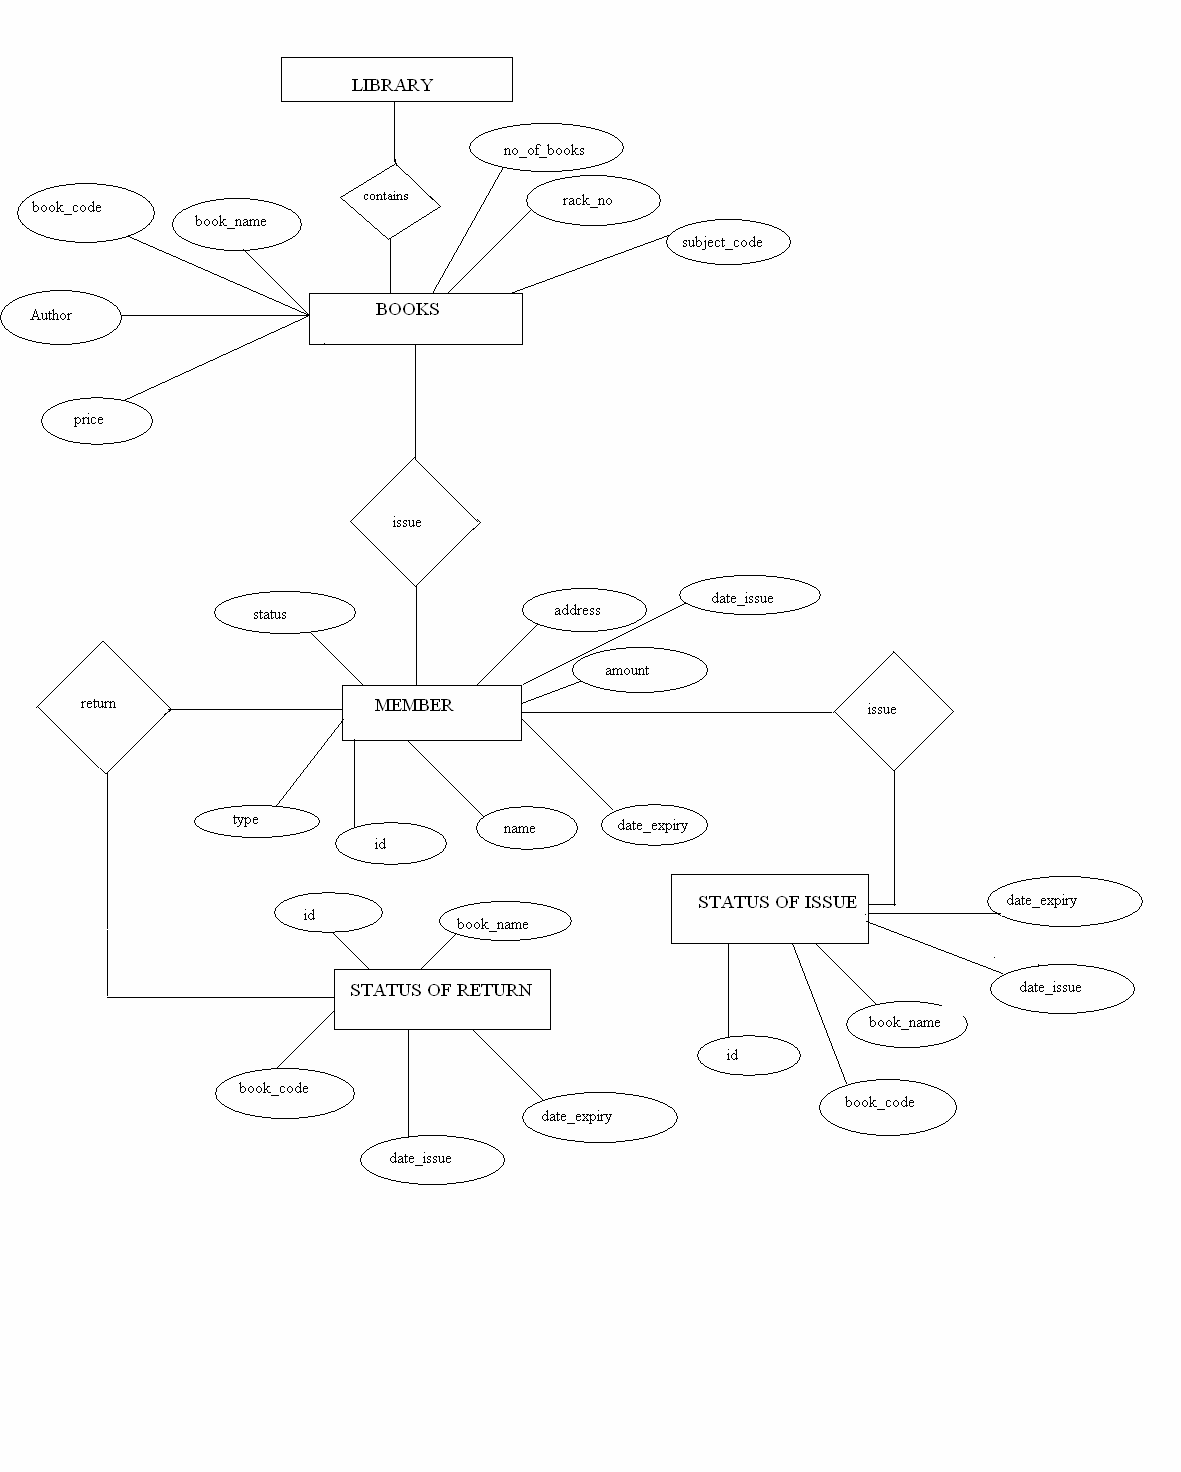 LIBRARY
no_of_books
contains
rack_no
book_code
book_name
subject_code
Author
BOOKS
price
issue
status
address
date_issue
amount
return
MEMBER
issue
type
id
name
date_expiry
id
book_name
STATUS OF ISSUE
date_expiry
STATUS OF RETURN
date_issue
book_name
id
book_code
book_code
date_expiry
date_issue